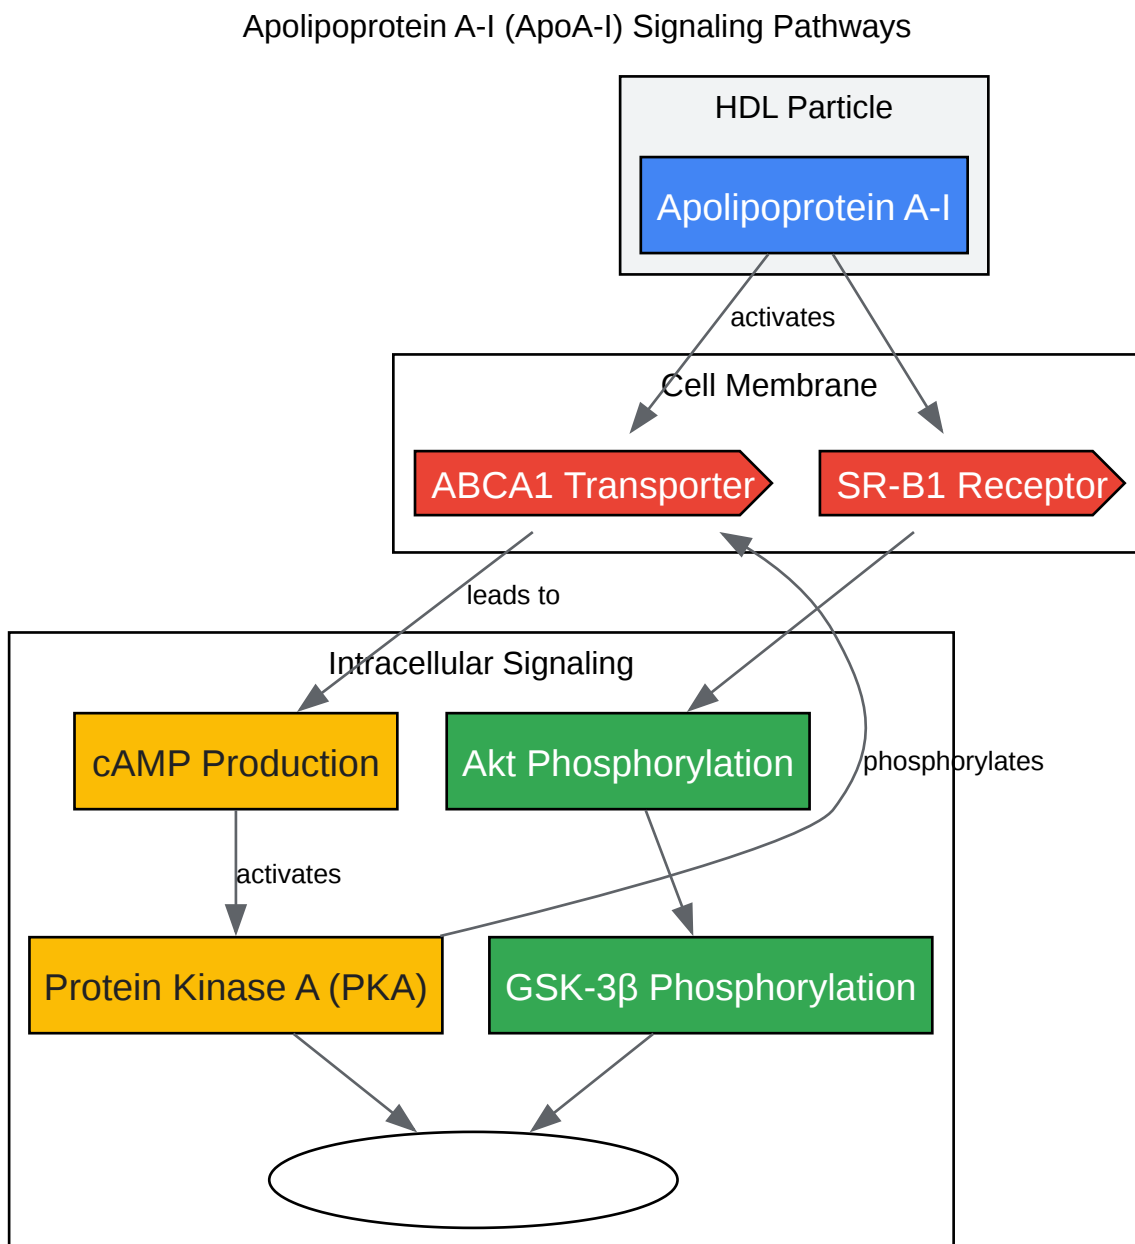 Apolipoprotein A-I (ApoA-I) Signaling Pathways
HDL Particle
Apolipoprotein A-I
activates
Cell Membrane
ABCA1 Transporter
SR-B1 Receptor
leads to
Intracellular Signaling
cAMP Production
Akt Phosphorylation
phosphorylates
activates
Protein Kinase A (PKA)
GSK-3β Phosphorylation